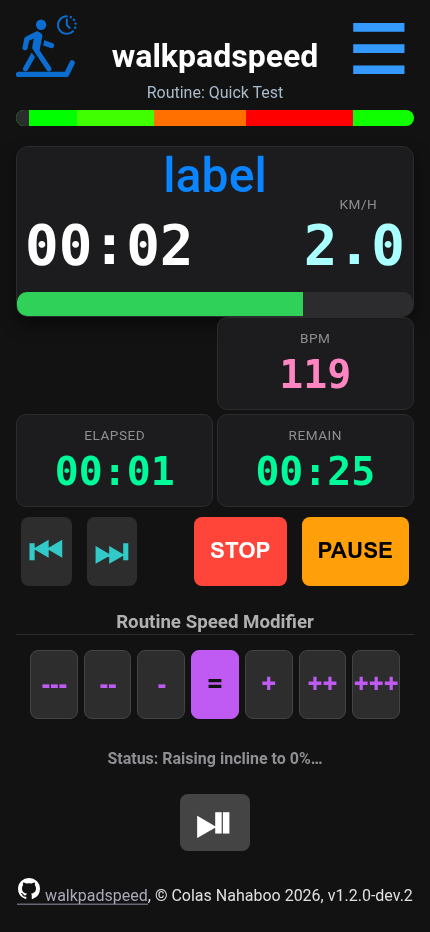 walkpadspeed
Routine: Quick Test
label
KM/H
00:02 2.0
BPM
119
ELAPSED REMAIN
00:01 00:25
STOP PAUSE
Routine Speed Modifier
--- -- - = + ++ +++
Status: Raising incline to 0%...
walkpadspeed, © Colas Nahaboo 2026, v1.2.0-dev.2